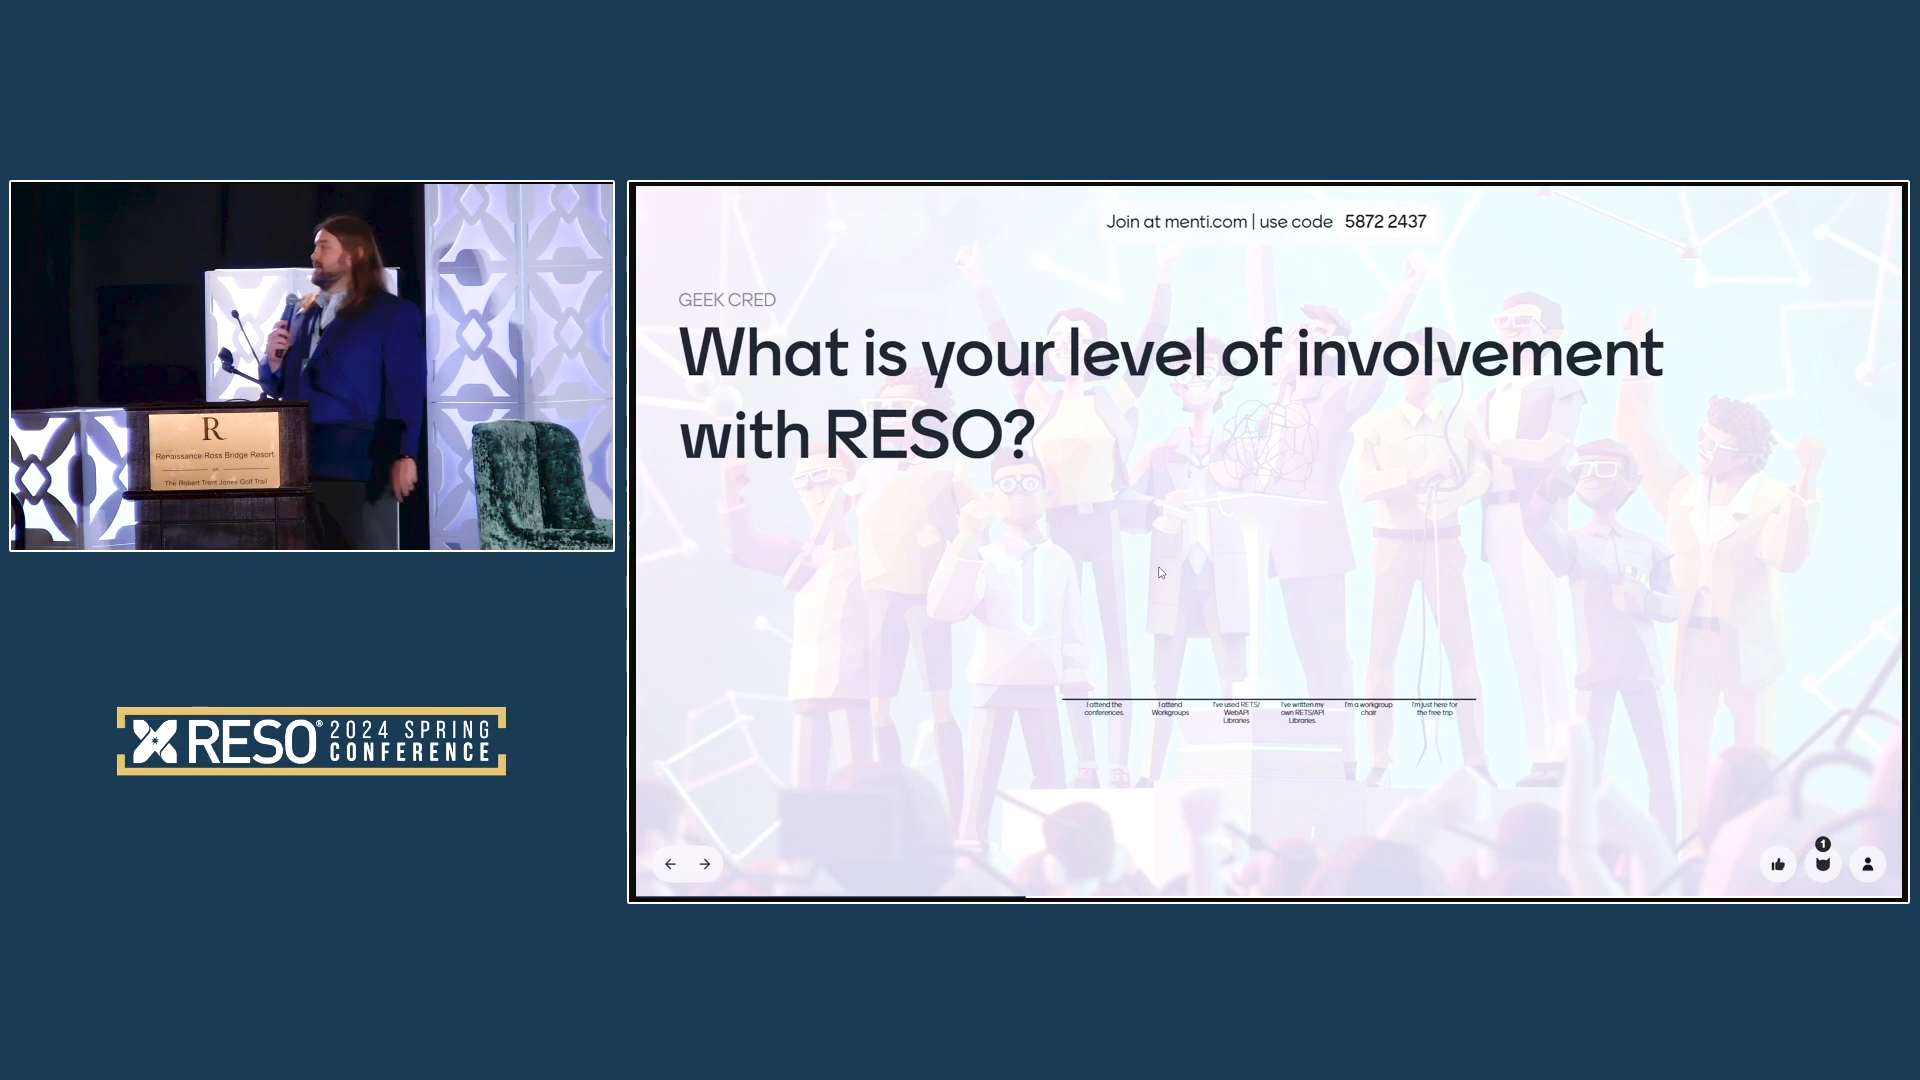 R
Renaissance Ross Bridge Resort
The Robert Trent Jones Golf Trail
RESO® 2024 SPRING
CONFERENCE
Join at menti.com | use code 5872 2437
GEEK CRED
What is your level of involvement
with RESO?
I attend the
conferences.
I attend
Workgroups
I've used RETS/
WebAPI
Libraries
I've written my
own RETS/API
Libraries.
I'm a workgroup
chair
I'm just here for
the free trip
1